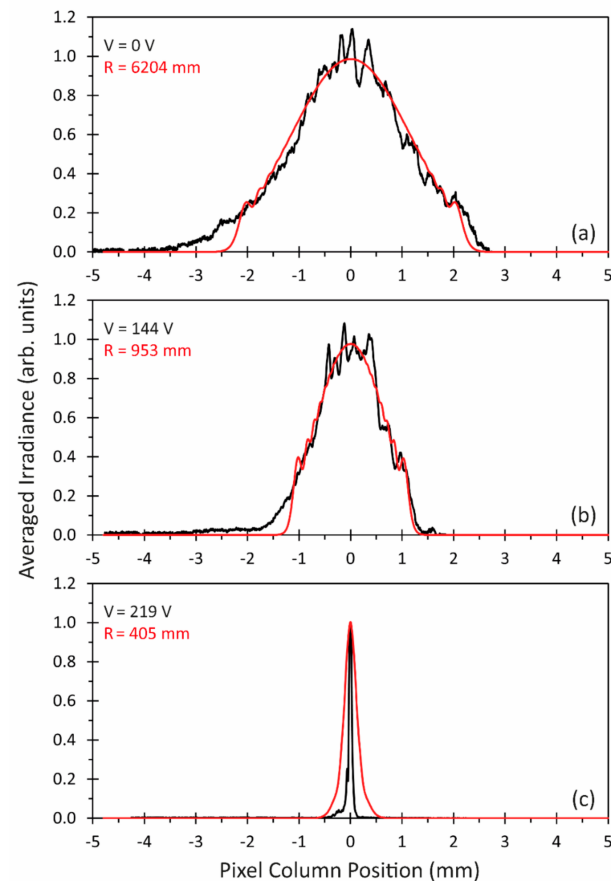 1.2
V = 0 V
R = 6204 mm
1.0
0.8
0.6
0.4
0.2
0.0
(a)
-5 -4 -3 -2 -1 0 1 2 3 4 5
1.2
V = 144 V
R = 953 mm
1.0
0.8
0.6
0.4
0.2
0.0
(b)
-5 -4 -3 -2 -1 0 1 2 3 4 5
1.2
V = 219 V
R = 405 mm
1.0
0.8
0.6
0.4
0.2
0.0
(c)
-5 -4 -3 -2 -1 0 1 2 3 4 5
Averaged Irradiance (arb. units)
Pixel Column Position (mm)